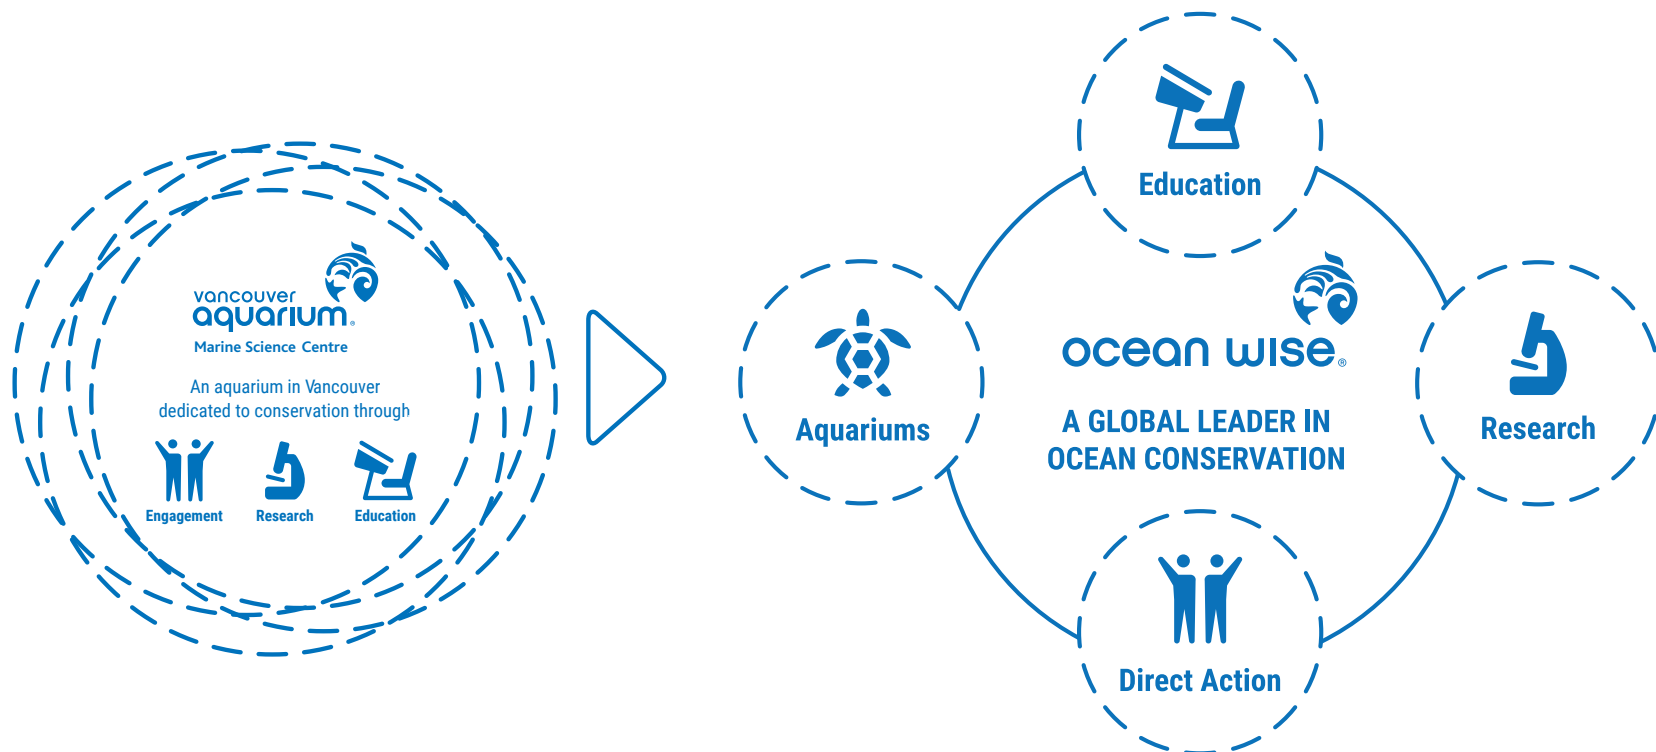 vancouver
aquarium®
Marine Science Centre
An aquarium in Vancouver
dedicated to conservation through
Engagement
Research
Education
Education
Aquariums
ocean wise®
A GLOBAL LEADER IN
OCEAN CONSERVATION
Research
Direct Action